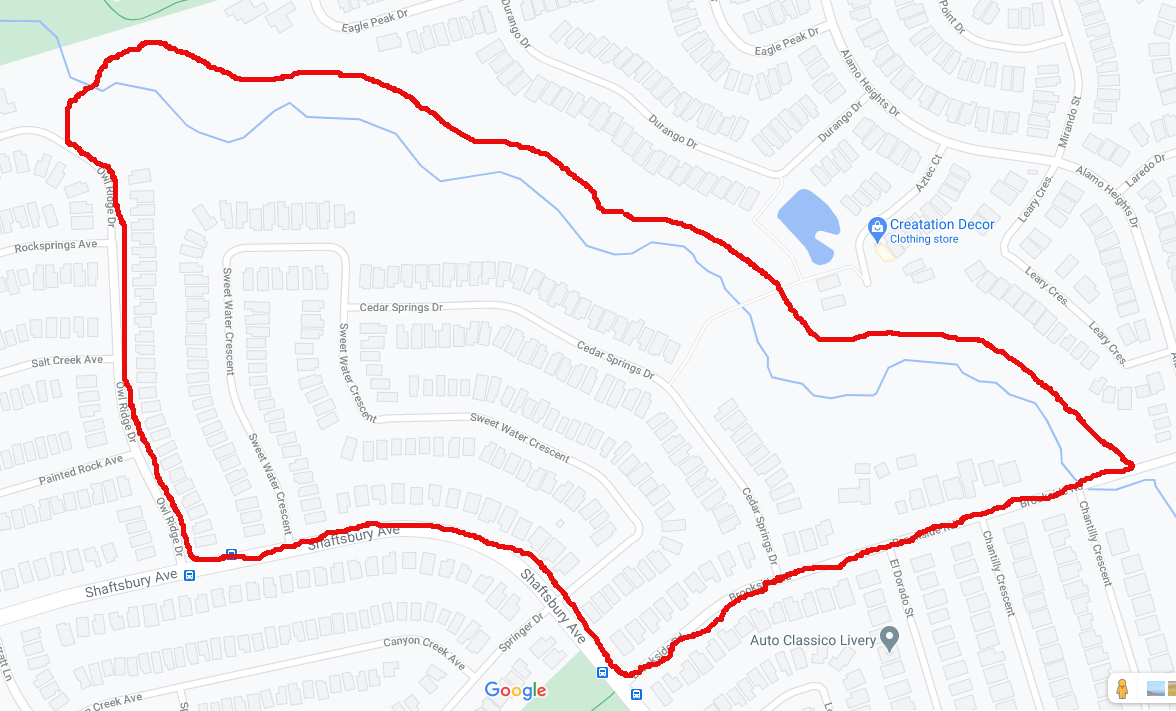 Eagle Peak Dr
Durango Dr
Point Dr
Eagle Peak Dr
Alamo Heights Dr
Mirando St
Durango Dr
Durango Dr
Aztec Ct
Laredo Dr
Alamo Heights Dr
Leary Cres
Owl Ridge Dr
Creatation Decor
Clothing store
Rocksprings Ave
Leary Cres.
Sweet Water Crescent
Cedar Springs Dr
Leary Cres.
Sweet Water Crescent
Cedar Springs Dr
Salt Creek Ave
Owl Ridge Dr
Sweet Water Crescent
Sweet Water Crescent
Painted Rock Ave
Cedar Springs Dr
Owl Ridge Dr
Chantilly Crescent
Shaftsbury Ave
Chantilly Crescent
Shaftsbury Ave
El Dorado St
Shaftsbury Ave
Springer Dr
Auto Classico Livery
Canyon Creek Ave
Google
Creek Ave